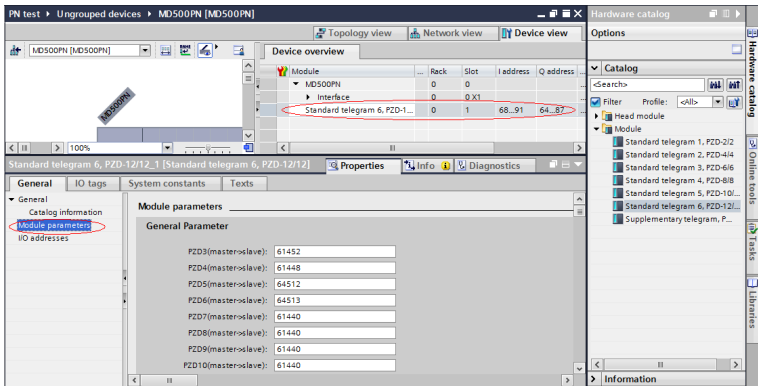 PN test ▸ Ungrouped devices ▸ MD500PN [MD500PN]
Topology view Network view Device view
MD500PN [MD500PN]
MD500PN
100%
Device overview
Module ... Rack Slot I address Q address ...
MD500PN 0 0
Interface 0 0 X1
Standard telegram 6, PZD-1... 0 1 68...91 64...87
Standard telegram 6, PZD-12/12_1 [Standard telegram 6, PZD-12/12]
Properties Info Diagnostics
General IO tags System constants Texts
General
Catalog information
Module parameters
I/O addresses
Module parameters
General Parameter
PZD3(master->slave): 61452
PZD4(master->slave): 61448
PZD5(master->slave): 64512
PZD6(master->slave): 64513
PZD7(master->slave): 61440
PZD8(master->slave): 61440
PZD9(master->slave): 61440
PZD10(master->slave): 61440
Hardware catalog
Options
Catalog
<Search>
Filter Profile: <All>
Head module
Module
Standard telegram 1, PZD-2/2
Standard telegram 2, PZD-4/4
Standard telegram 3, PZD-6/6
Standard telegram 4, PZD-8/8
Standard telegram 5, PZD-10/...
Standard telegram 6, PZD-12/...
Supplementary telegram, P...
Information
Hardware catalog
Online tools
Tasks
Libraries